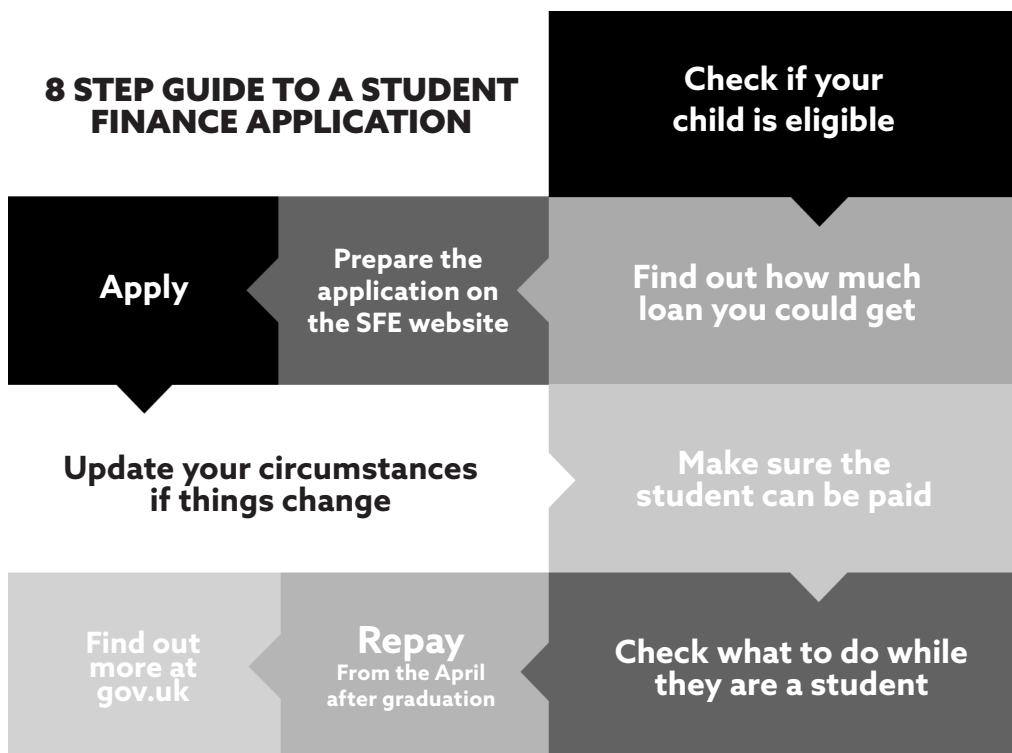 8 STEP GUIDE TO A STUDENT
FINANCE APPLICATION
Check if your
child is eligible
Find out how much
loan you could get
Prepare the
application on
the SFE website
Apply
Update your circumstances
if things change
Make sure the
student can be paid
Check what to do while
they are a student
Repay
From the April
after graduation
Find out
more at
gov.uk